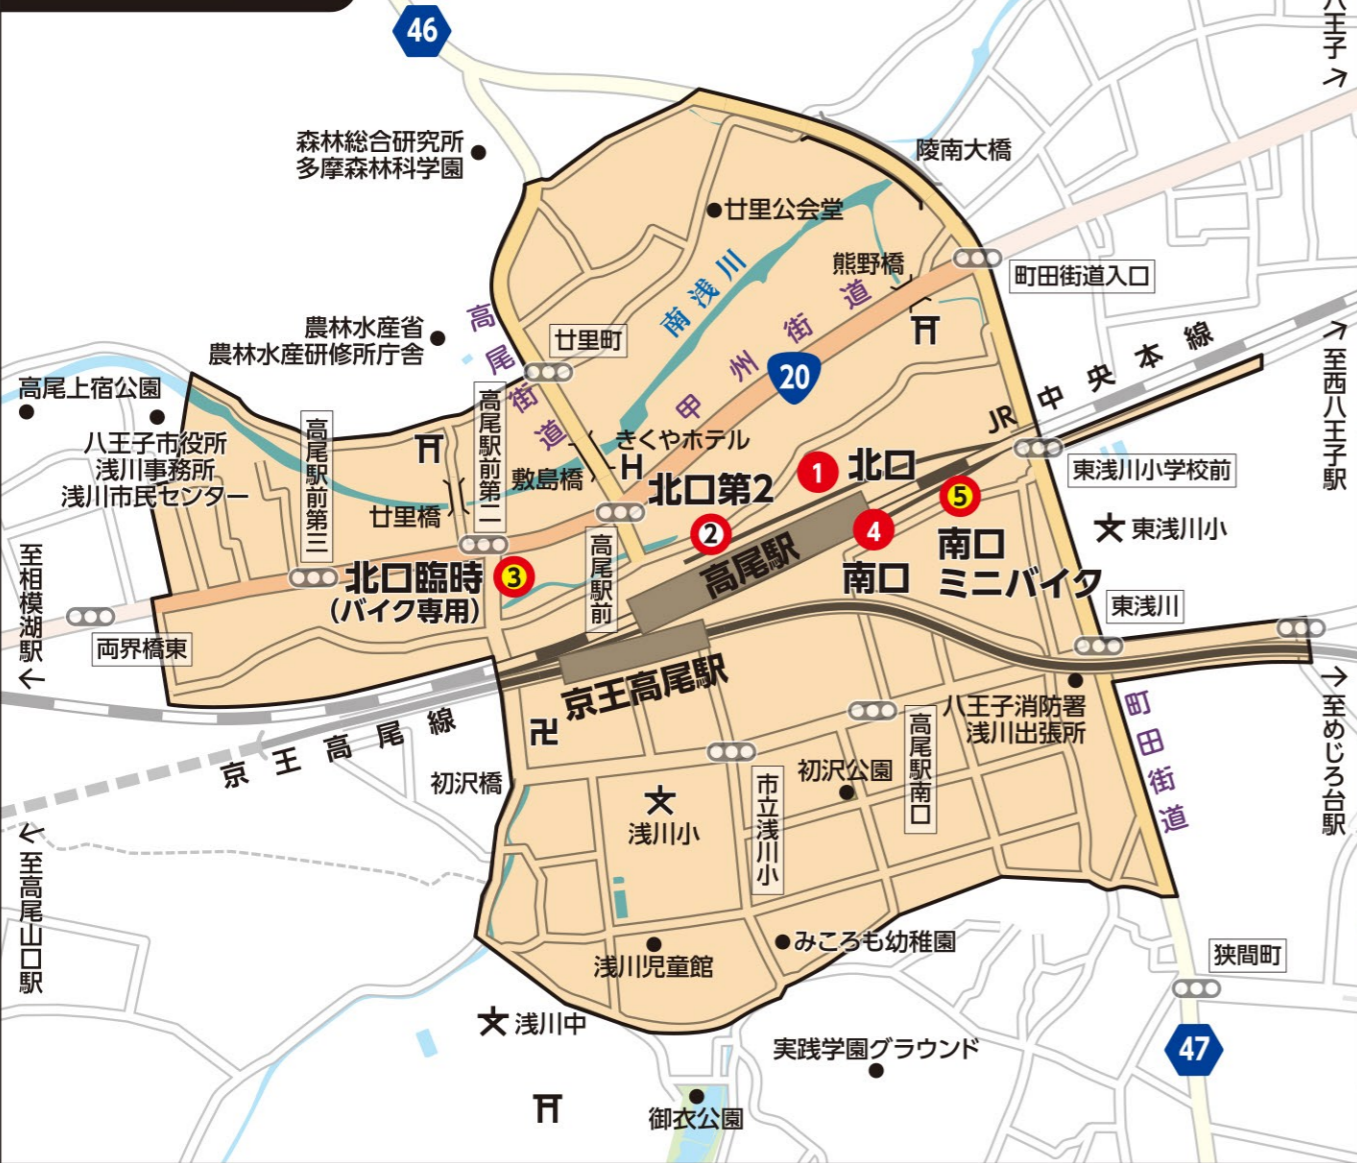 46
八王子
森林総合研究所
多摩森林科学園
陵南大橋
廿里公会堂
南浅川
熊野橋
町田街道入口
高尾街道
廿里町
農林水産省
農林水産研修所庁舎
甲州街道
20
JR中央本線
至西八王子駅
高尾上宿公園
八王子市役所
浅川事務所
浅川市民センター
高尾駅前第三
高尾駅前第二
きくやホテル
H
敷島橋
廿里橋
北口第2
2
1
北口
東浅川小学校前
5
4
南口
ミニバイク
南口
東浅川小
高尾駅
高尾駅前
北口臨時
(バイク専用)
3
至相模湖駅
両界橋東
東浅川
京王高尾駅
京王高尾線
初沢橋
八王子消防署
浅川出張所
町田街道
至めじろ台駅
高尾駅南口
初沢公園
市立浅川小
浅川小
至高尾山口駅
浅川児童館
みころも幼稚園
狭間町
浅川中
実践学園グラウンド
47
御衣公園